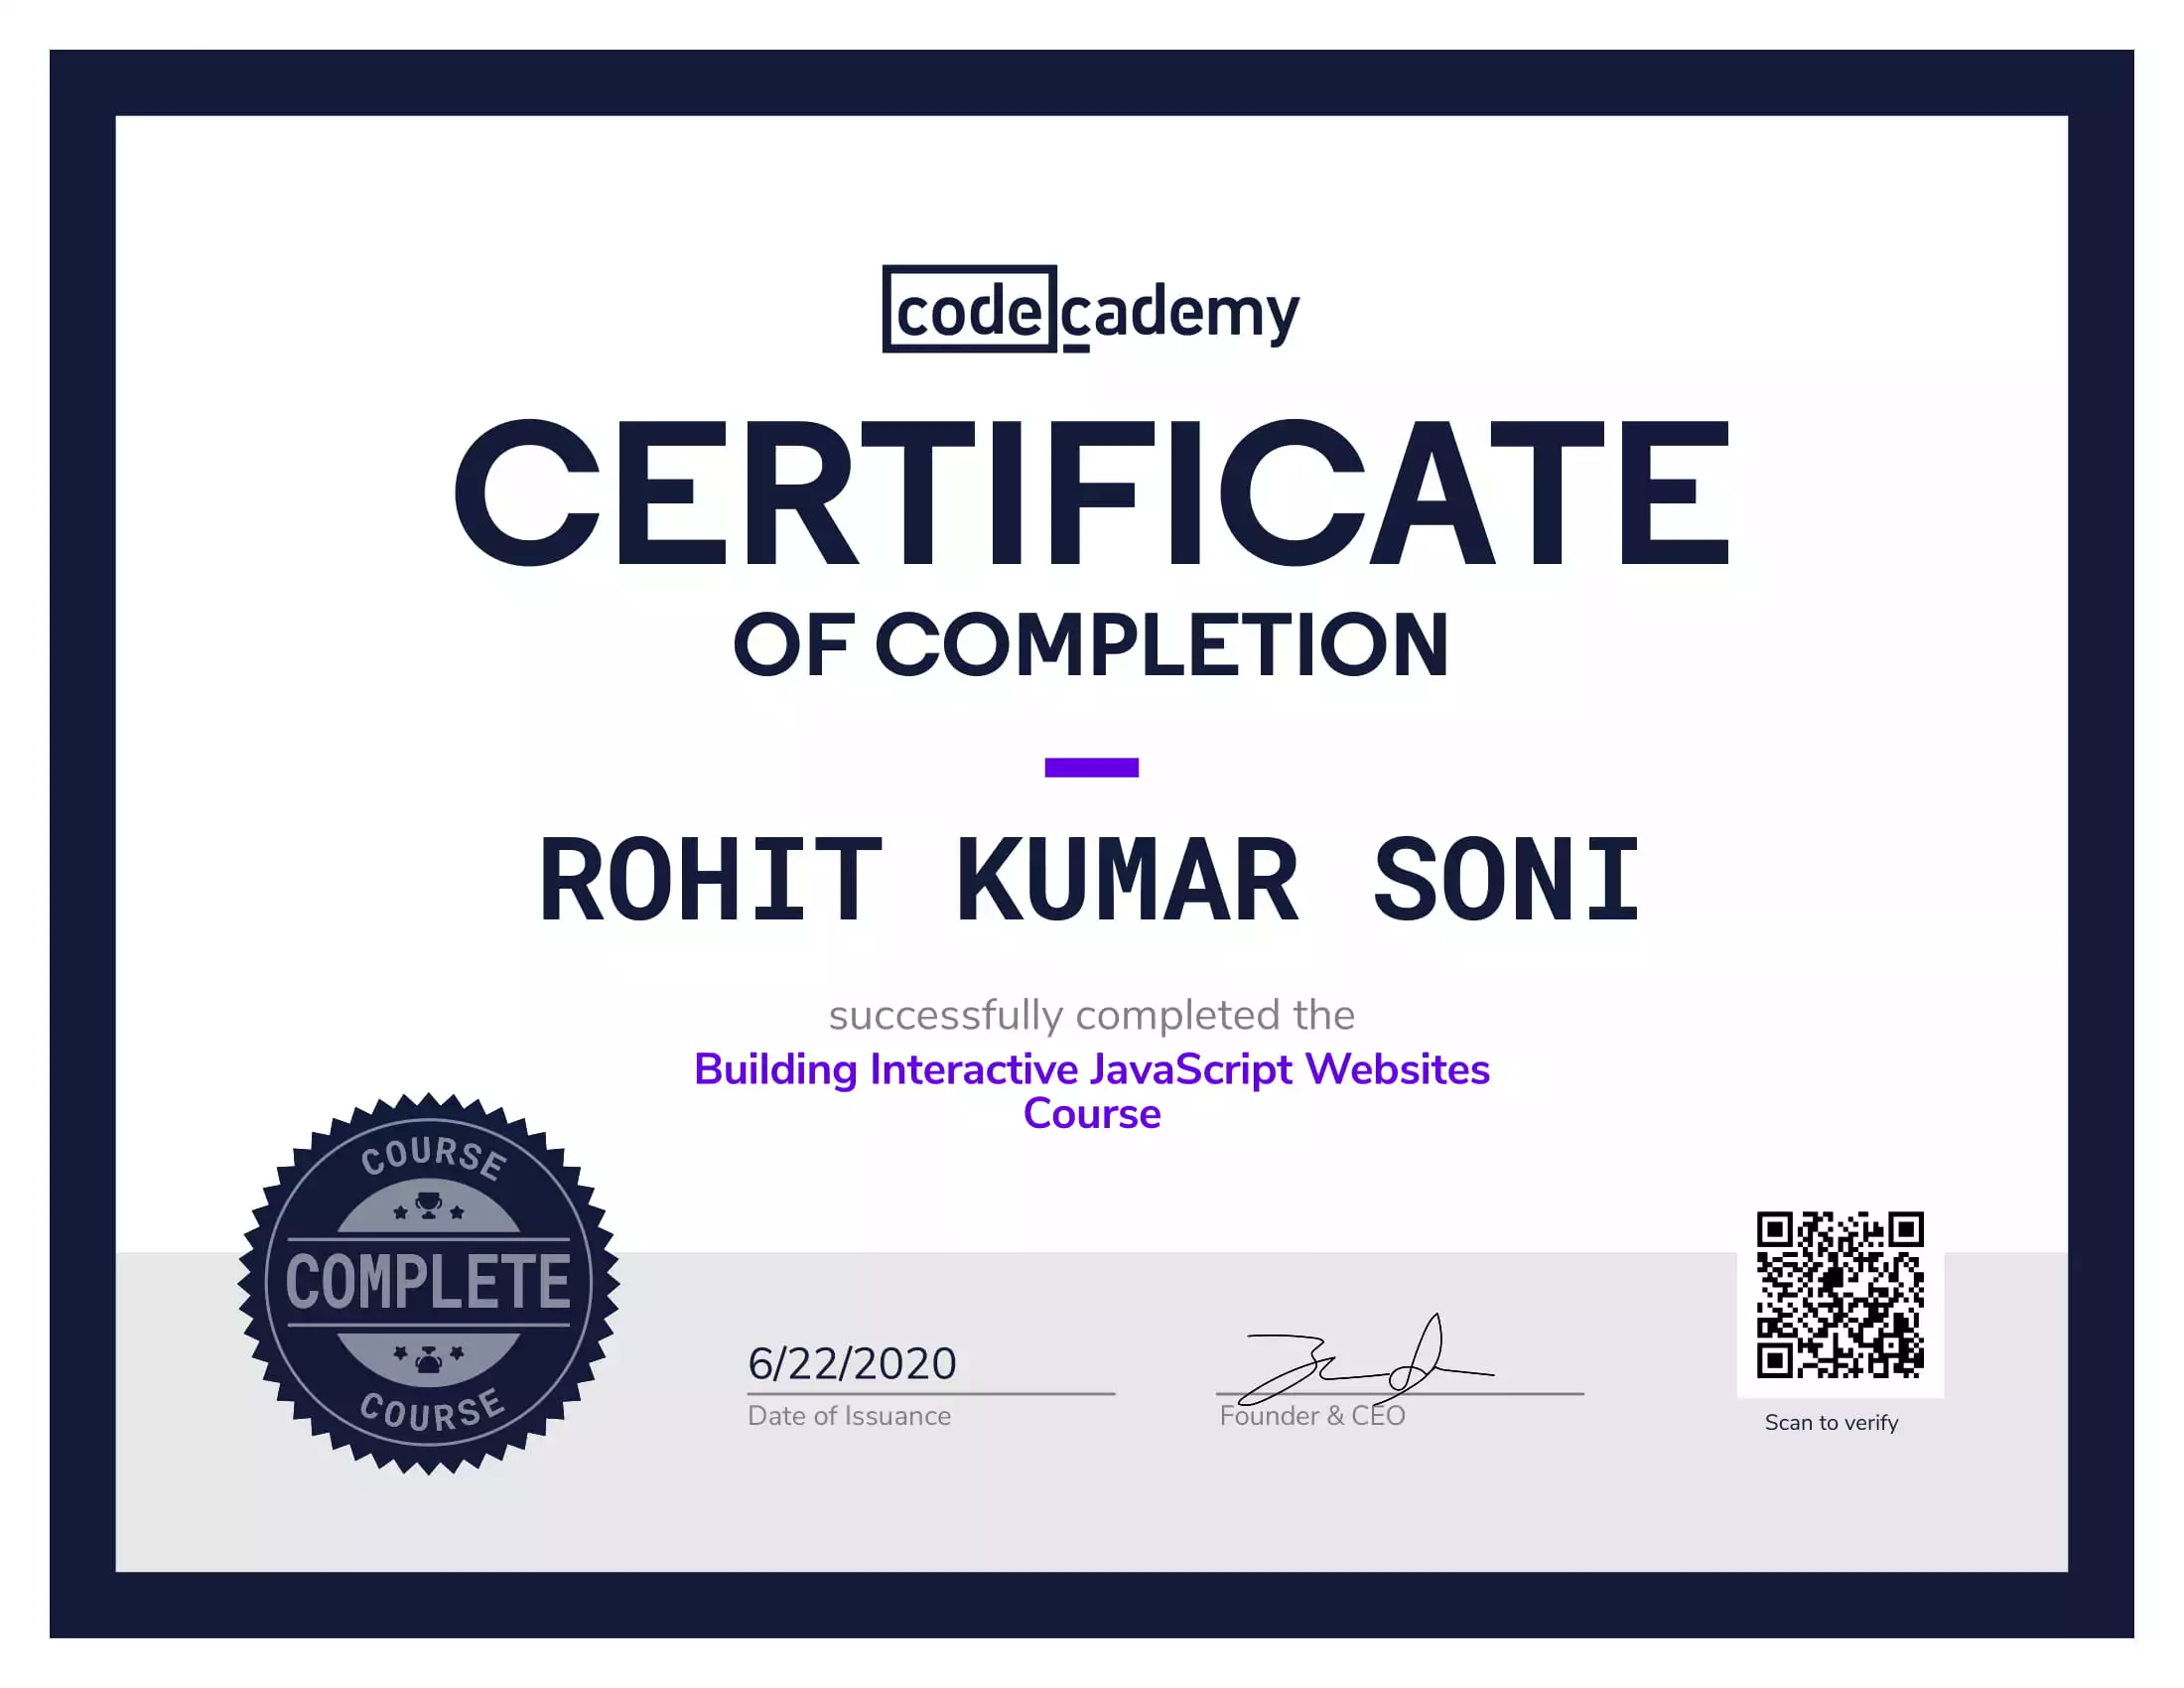 codecademy
CERTIFICATE
OF COMPLETION
ROHIT KUMAR SONI
successfully completed the
Building Interactive JavaScript Websites
Course
COURSE
COMPLETE
COURSE
6/22/2020
Date of Issuance
Founder & CEO
Scan to verify